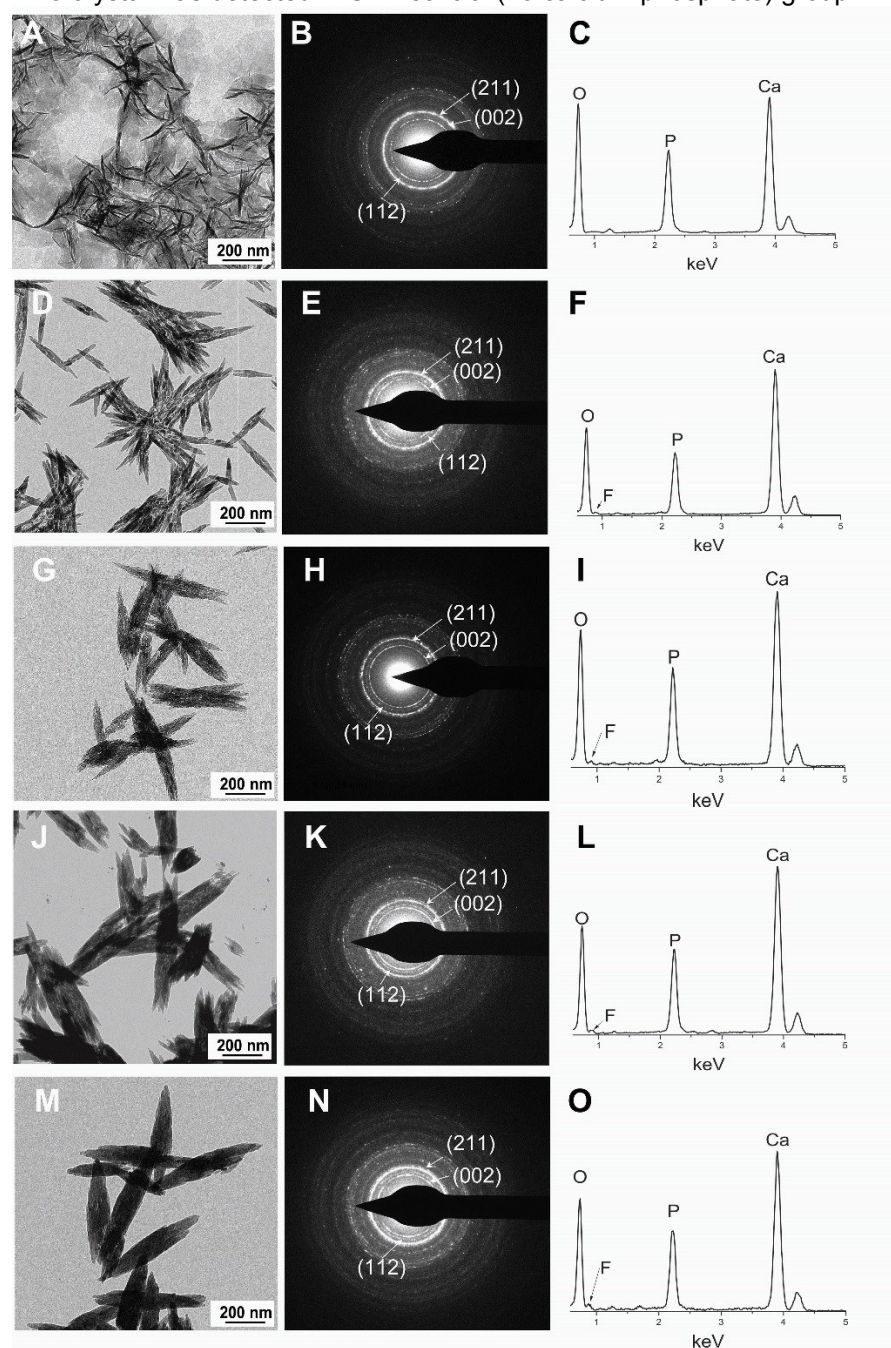 detected phosphate) group
A
200 nm
B
(211)
(002)
(112)
C
O
P
Ca
1 2 3 4 5
keV
D
200 nm
E
(211)
(002)
(112)
F
O
F
P
Ca
1 2 3 4 5
keV
G
200 nm
H
(211)
(002)
(112)
I
O
F
P
Ca
1 2 3 4 5
keV
J
200 nm
K
(211)
(002)
(112)
L
O
F
P
Ca
1 2 3 4 5
keV
M
200 nm
N
(211)
(002)
(112)
O
O
F
P
Ca
1 2 3 4 5
keV